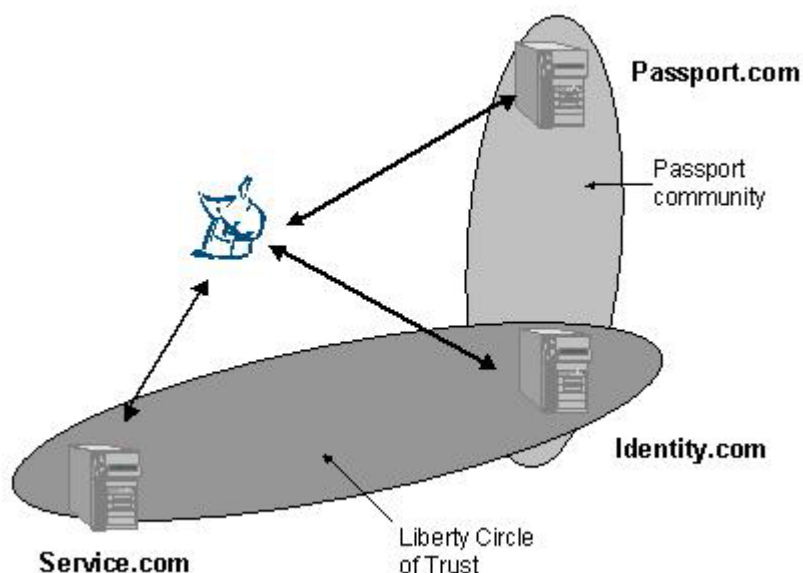 Passport.com
Passport
community
Identity.com
Liberty Circle
of Trust
Service.com